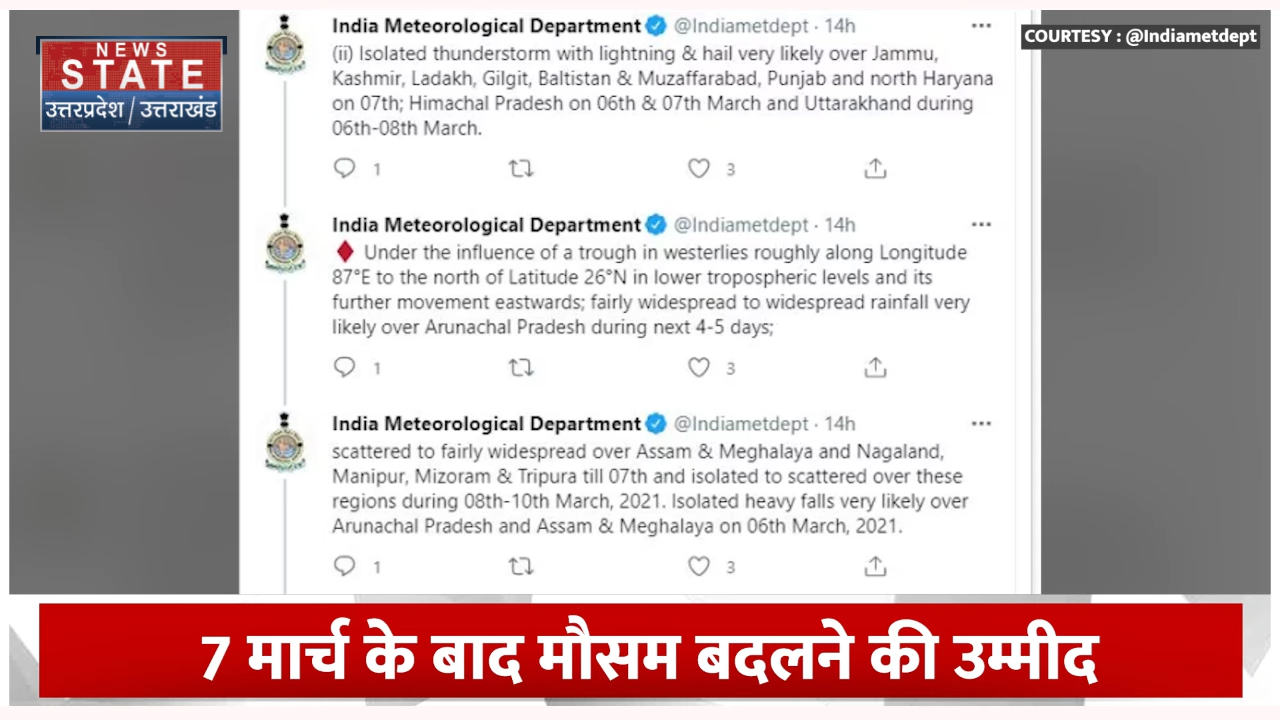 NEWS
STATE
उत्तरप्रदेश / उत्तराखंड
COURTESY : @Indiametdept
India Meteorological Department @Indiametdept · 14h
(ii) Isolated thunderstorm with lightning & hail very likely over Jammu,
Kashmir, Ladakh, Gilgit, Baltistan & Muzaffarabad, Punjab and north Haryana
on 07th; Himachal Pradesh on 06th & 07th March and Uttarakhand during
06th-08th March.
1 3
India Meteorological Department @Indiametdept · 14h
Under the influence of a trough in westerlies roughly along Longitude
87°E to the north of Latitude 26°N in lower tropospheric levels and its
further movement eastwards; fairly widespread to widespread rainfall very
likely over Arunachal Pradesh during next 4-5 days;
1 3
India Meteorological Department @Indiametdept · 14h
scattered to fairly widespread over Assam & Meghalaya and Nagaland,
Manipur, Mizoram & Tripura till 07th and isolated to scattered over these
regions during 08th-10th March, 2021. Isolated heavy falls very likely over
Arunachal Pradesh and Assam & Meghalaya on 06th March, 2021.
1 3
7 मार्च के बाद मौसम बदलने की उम्मीद